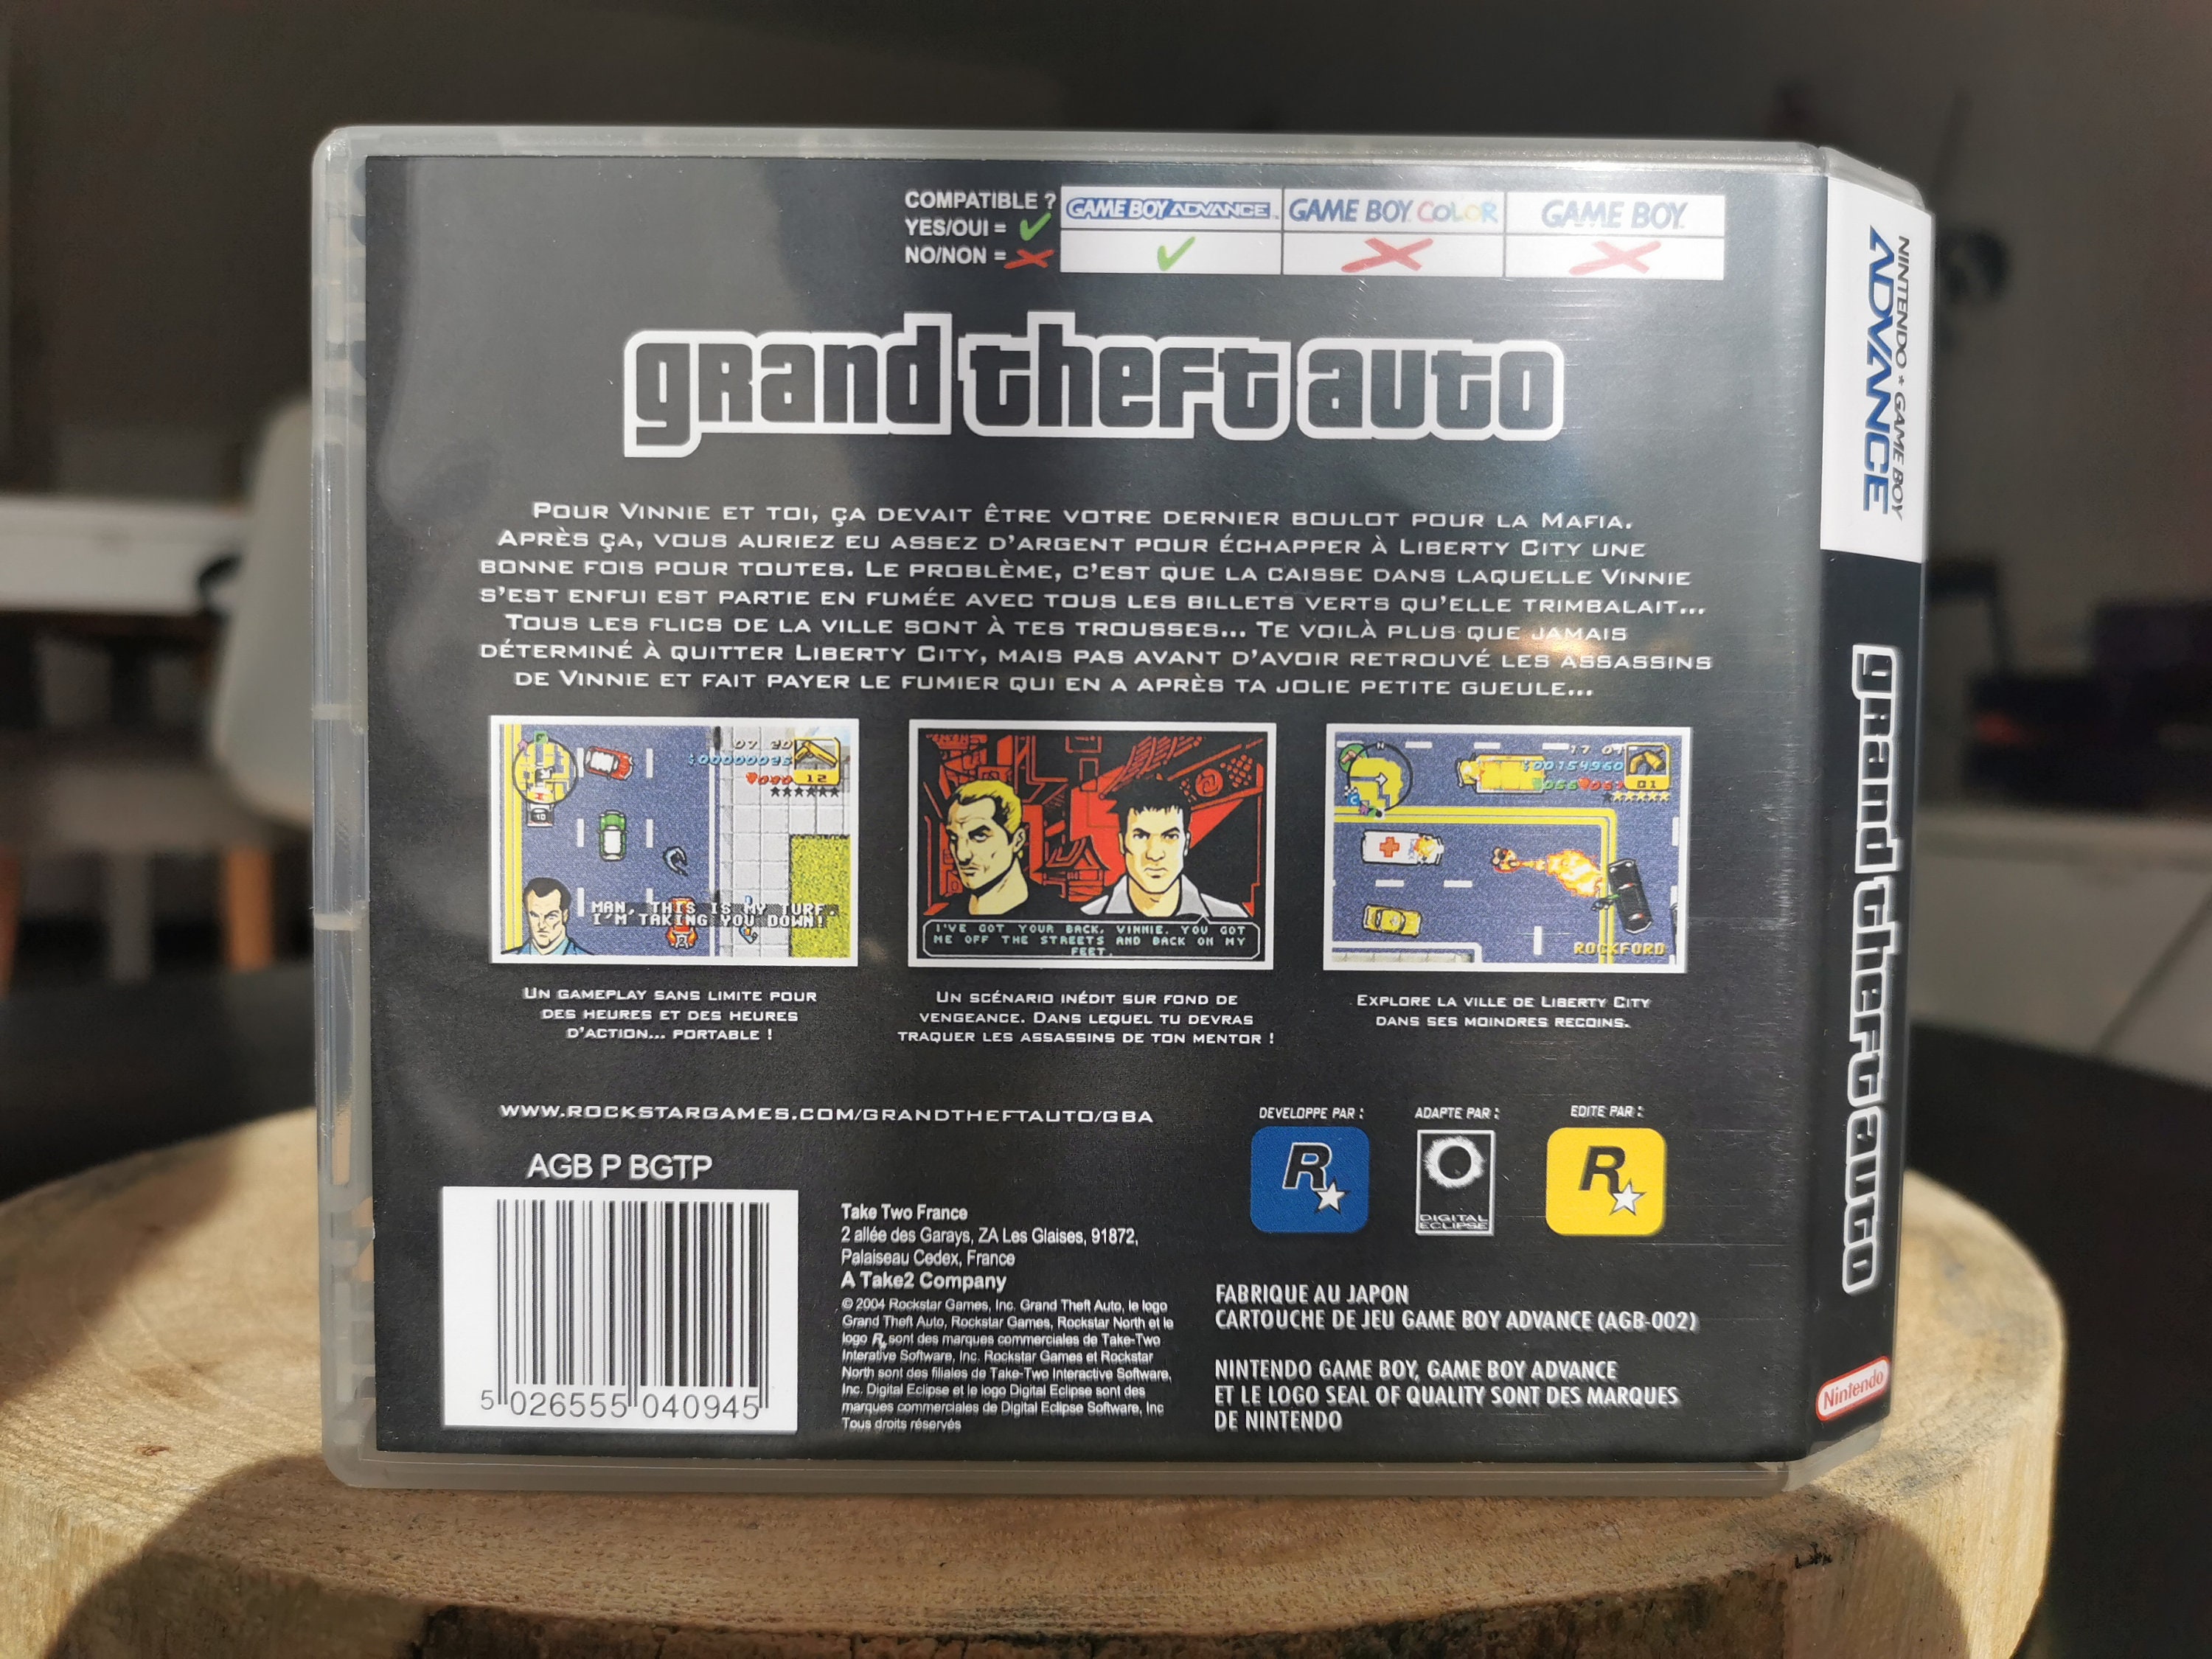 COMPATIBLE ?
YES/OUI =
NO/NON =
GAME BOY ADVANCE
GAME BOY COLOR
GAME BOY
grand theft auto
POUR VINNIE ET TOI, ÇA DEVAIT ÊTRE VOTRE DERNIER BOULOT POUR LA MAFIA.
APRÈS ÇA, VOUS AURIEZ EU ASSEZ D'ARGENT POUR ÉCHAPPER À LIBERTY CITY UNE
BONNE FOIS POUR TOUTES. LE PROBLÈME, C'EST QUE LA CAISSE DANS LAQUELLE VINNIE
S'EST ENFUI EST PARTIE EN FUMÉE AVEC TOUS LES BILLETS VERTS QU'ELLE TRIMBALAIT...
TOUS LES FLICS DE LA VILLE SONT À TES TROUSSES... TE VOILÀ PLUS QUE JAMAIS
DÉTERMINÉ À QUITTER LIBERTY CITY, MAIS PAS AVANT D'AVOIR RETROUVÉ LES ASSASSINS
DE VINNIE ET FAIT PAYER LE FUMIER QUI EN A APRÈS TA JOLIE PETITE GUEULE...
07 20
12
MAN, THIS IS MY TURF.
I'M TAKING YOU DOWN!
I'VE GOT YOUR BACK, VINNIE. YOU GOT
ME OFF THE STREETS AND BACK ON MY
FEET.
17 04
$00154960
01
ROCKFORD
UN GAMEPLAY SANS LIMITE POUR
DES HEURES ET DES HEURES
D'ACTION... PORTABLE !
UN SCÉNARIO INÉDIT SUR FOND DE
VENGEANCE. DANS LEQUEL TU DEVRAS
TRAQUER LES ASSASSINS DE TON MENTOR !
EXPLORE LA VILLE DE LIBERTY CITY
DANS SES MOINDRES RECOINS.
WWW.ROCKSTARGAMES.COM/GRANDTHEFTAUTO/GBA
DEVELOPPE PAR :
R
ADAPTE PAR :
DIGITAL
ECLIPSE
EDITE PAR :
R
AGB P BGTP
5 026555 040945
Take Two France
2 allée des Garays, ZA Les Glaises, 91872,
Palaiseau Cedex, France
A Take2 Company
© 2004 Rockstar Games, Inc. Grand Theft Auto, le logo
Grand Theft Auto, Rockstar Games, Rockstar North et le
logo R sont des marques commerciales de Take-Two
Interative Software, Inc. Rockstar Games et Rockstar
North sont des filiales de Take-Two Interactive Software,
Inc. Digital Eclipse et le logo Digital Eclipse sont des
marques commerciales de Digital Eclipse Software, Inc
Tous droits réservés
FABRIQUE AU JAPON
CARTOUCHE DE JEU GAME BOY ADVANCE (AGB-002)
NINTENDO GAME BOY, GAME BOY ADVANCE
ET LE LOGO SEAL OF QUALITY SONT DES MARQUES
DE NINTENDO
NINTENDO GAME BOY
ADVANCE
grand theft auto
Nintendo